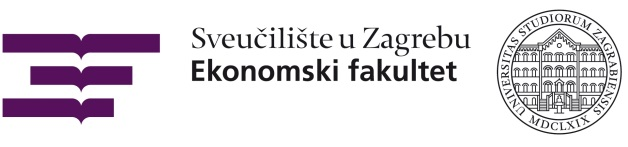 Sveučilište u Zagrebu
Ekonomski fakultet
UNIVERSITAS STUDIORUM ZAGRABIENSIS
MDCLXIX